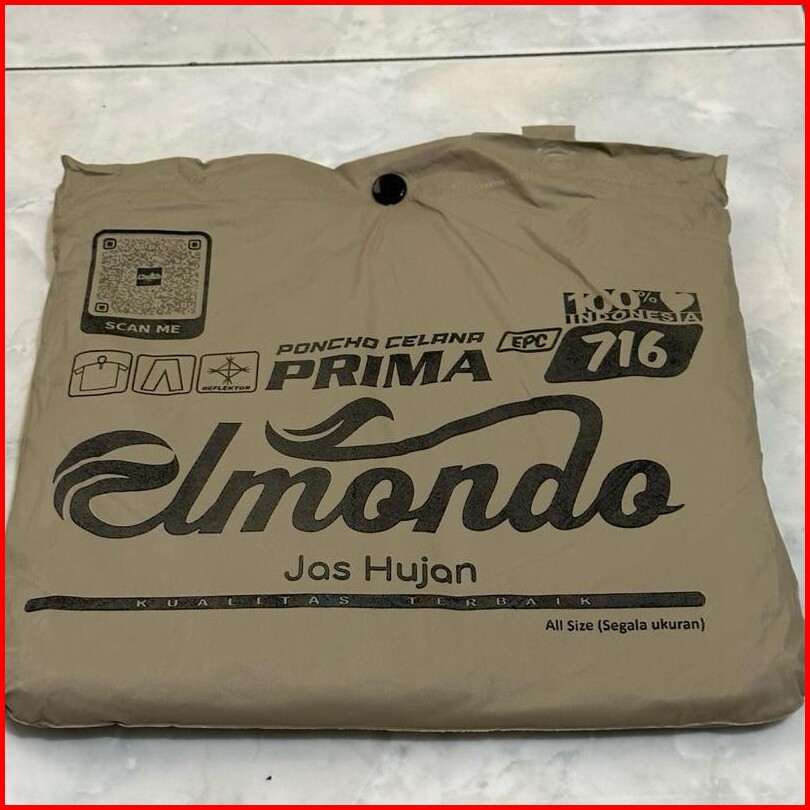 SCAN ME
100%
INDONESIA
PONCHO CELANA
EPC
716
REFLEKTOR
PRIMA
Elmondo
Jas Hujan
KUALITAS TERBAIK
All Size (Segala ukuran)